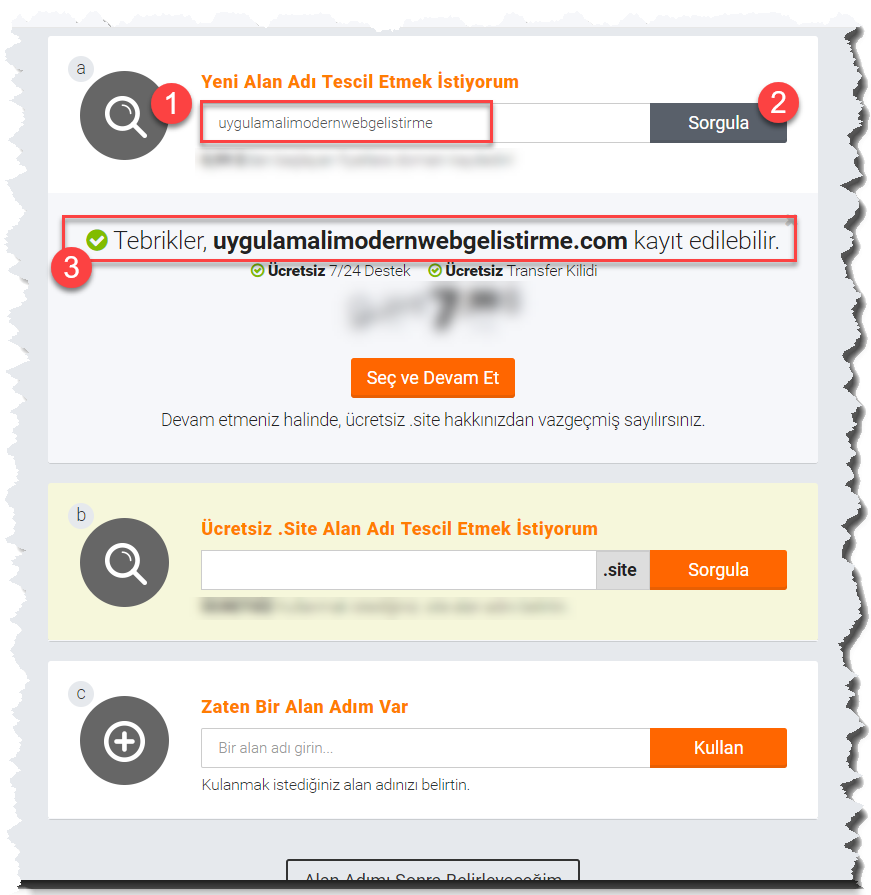 a
Yeni Alan Adı Tescil Etmek İstiyorum
1
2
uygulamalimodernwebgelistirme
Sorgula
Tebrikler, uygulamalimodernwebgelistirme.com kayıt edilebilir.
3
Ücretsiz 7/24 Destek Ücretsiz Transfer Kilidi
Seç ve Devam Et
Devam etmeniz halinde, ücretsiz .site hakkınızdan vazgeçmiş sayılırsınız.
b
Ücretsiz .Site Alan Adı Tescil Etmek İstiyorum
.site Sorgula
c
Zaten Bir Alan Adım Var
Bir alan adı girin... Kullan
Kulanmak istediğiniz alan adınızı belirtin.
Alan Adımı Sonra Belirleyeceğim